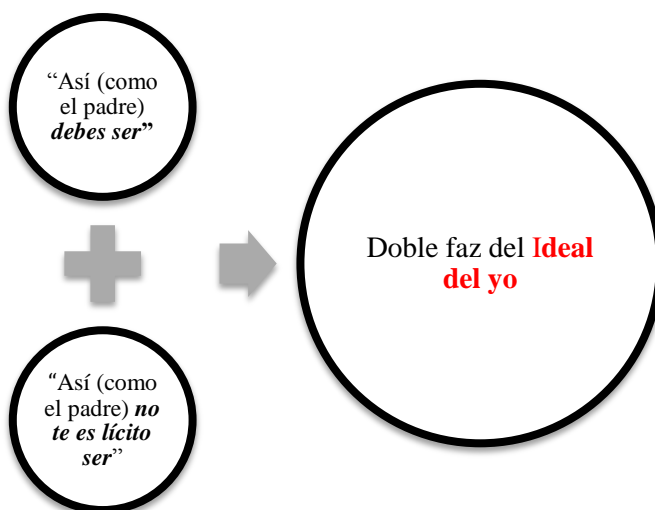 “Así (como
el padre)
debes ser”
“Así (como
el padre) no
te es lícito
ser”
Doble faz del Ideal
del yo